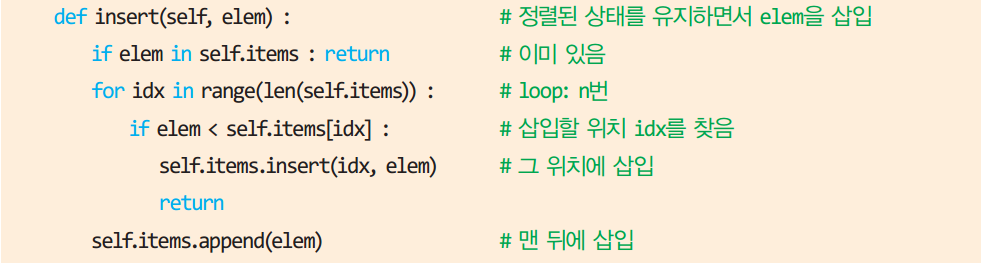 def insert(self, elem) : # 정렬된 상태를 유지하면서 elem을 삽입
if elem in self.items : return # 이미 있음
for idx in range(len(self.items)) : # loop: n번
if elem < self.items[idx] : # 삽입할 위치 idx를 찾음
self.items.insert(idx, elem) # 그 위치에 삽입
return
self.items.append(elem) # 맨 뒤에 삽입